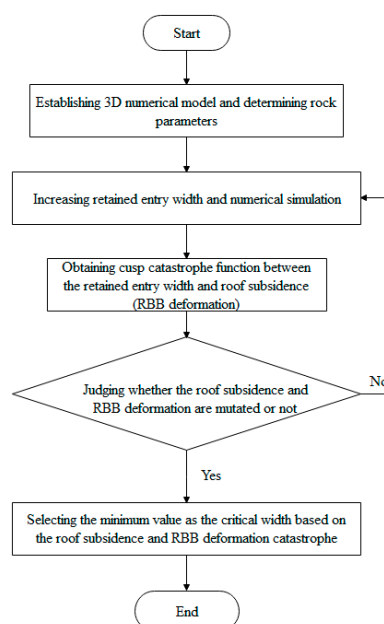 Start
Establishing 3D numerical model and determining rock
parameters
Increasing retained entry width and numerical simulation
Obtaining cusp catastrophe function between
the retained entry width and roof subsidence
(RBB deformation)
Judging whether the roof subsidence and
RBB deformation are mutated or not
No
Yes
Selecting the minimum value as the critical width based on
the roof subsidence and RBB deformation catastrophe
End